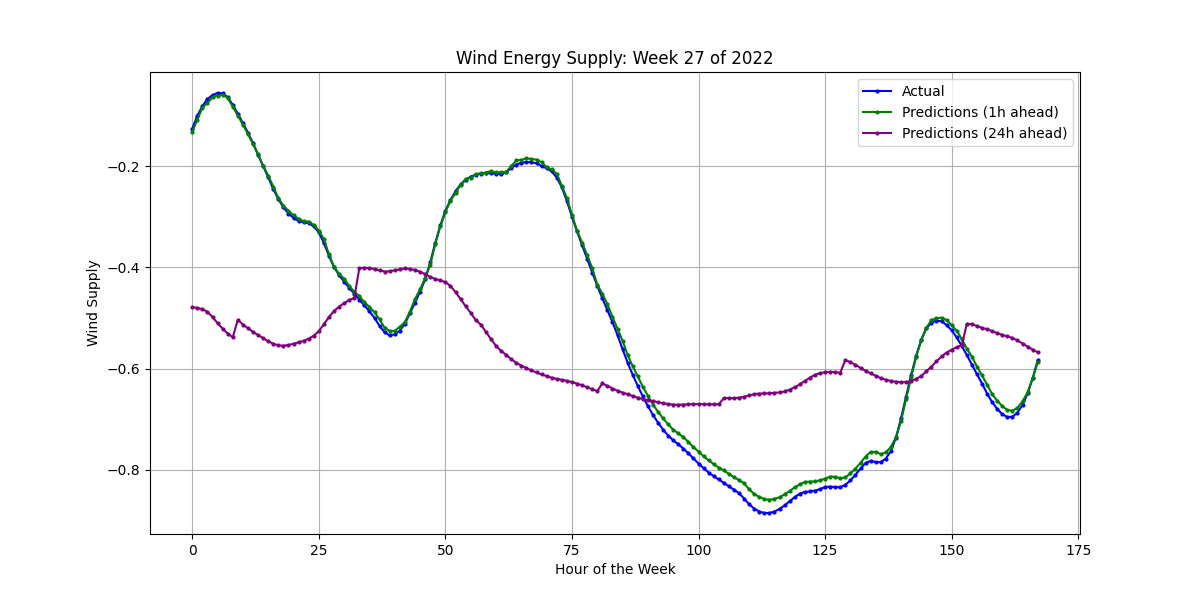 Wind Energy Supply: Week 27 of 2022
Actual
Predictions (1h ahead)
Predictions (24h ahead)
−0.2
−0.4
−0.6
−0.8
Wind Supply
0 25 50 75 100 125 150 175
Hour of the Week